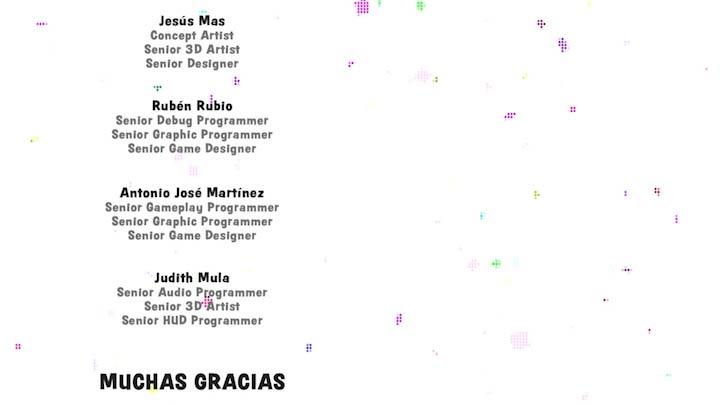 Jesús Mas
Concept Artist
Senior 3D Artist
Senior Designer
Rubén Rubio
Senior Debug Programmer
Senior Graphic Programmer
Senior Game Designer
Antonio José Martínez
Senior Gameplay Programmer
Senior Graphic Programmer
Senior Game Designer
Judith Mula
Senior Audio Programmer
Senior 3D Artist
Senior HUD Programmer
MUCHAS GRACIAS